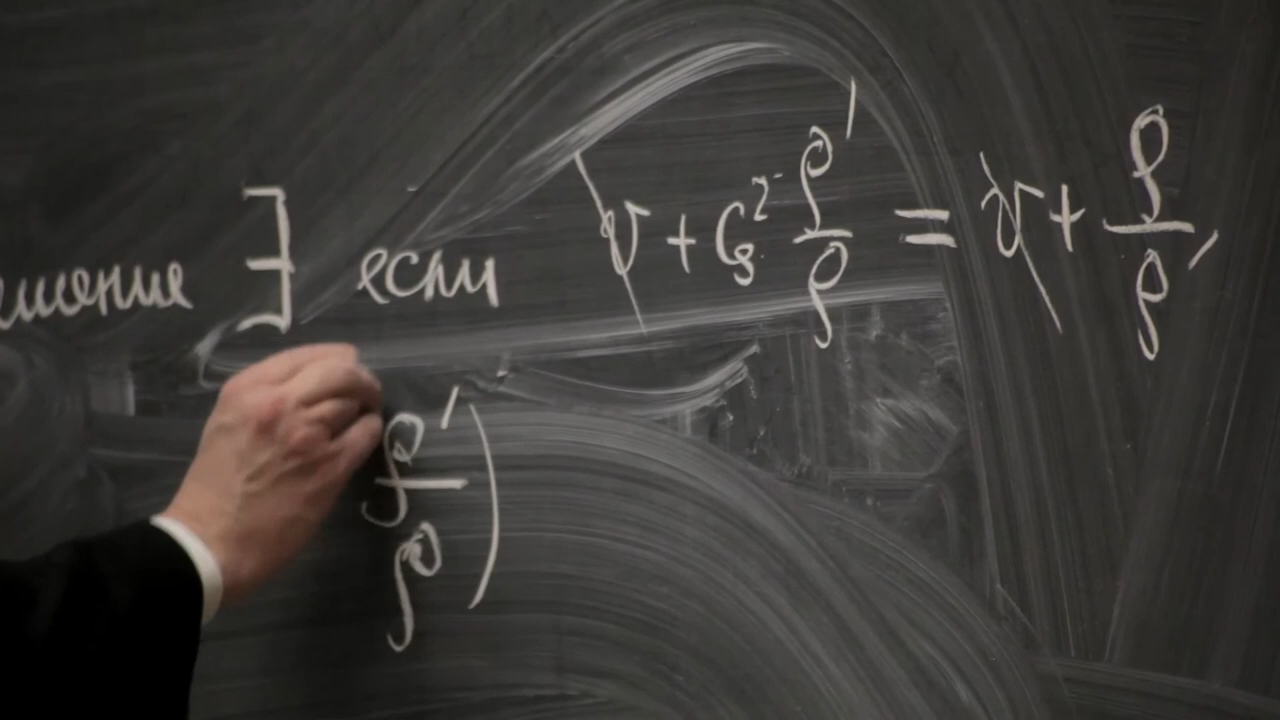 ешение ∃ если v + c_s² ρ′/ρ = v + ρ/ρ′
ρ′/ρ )